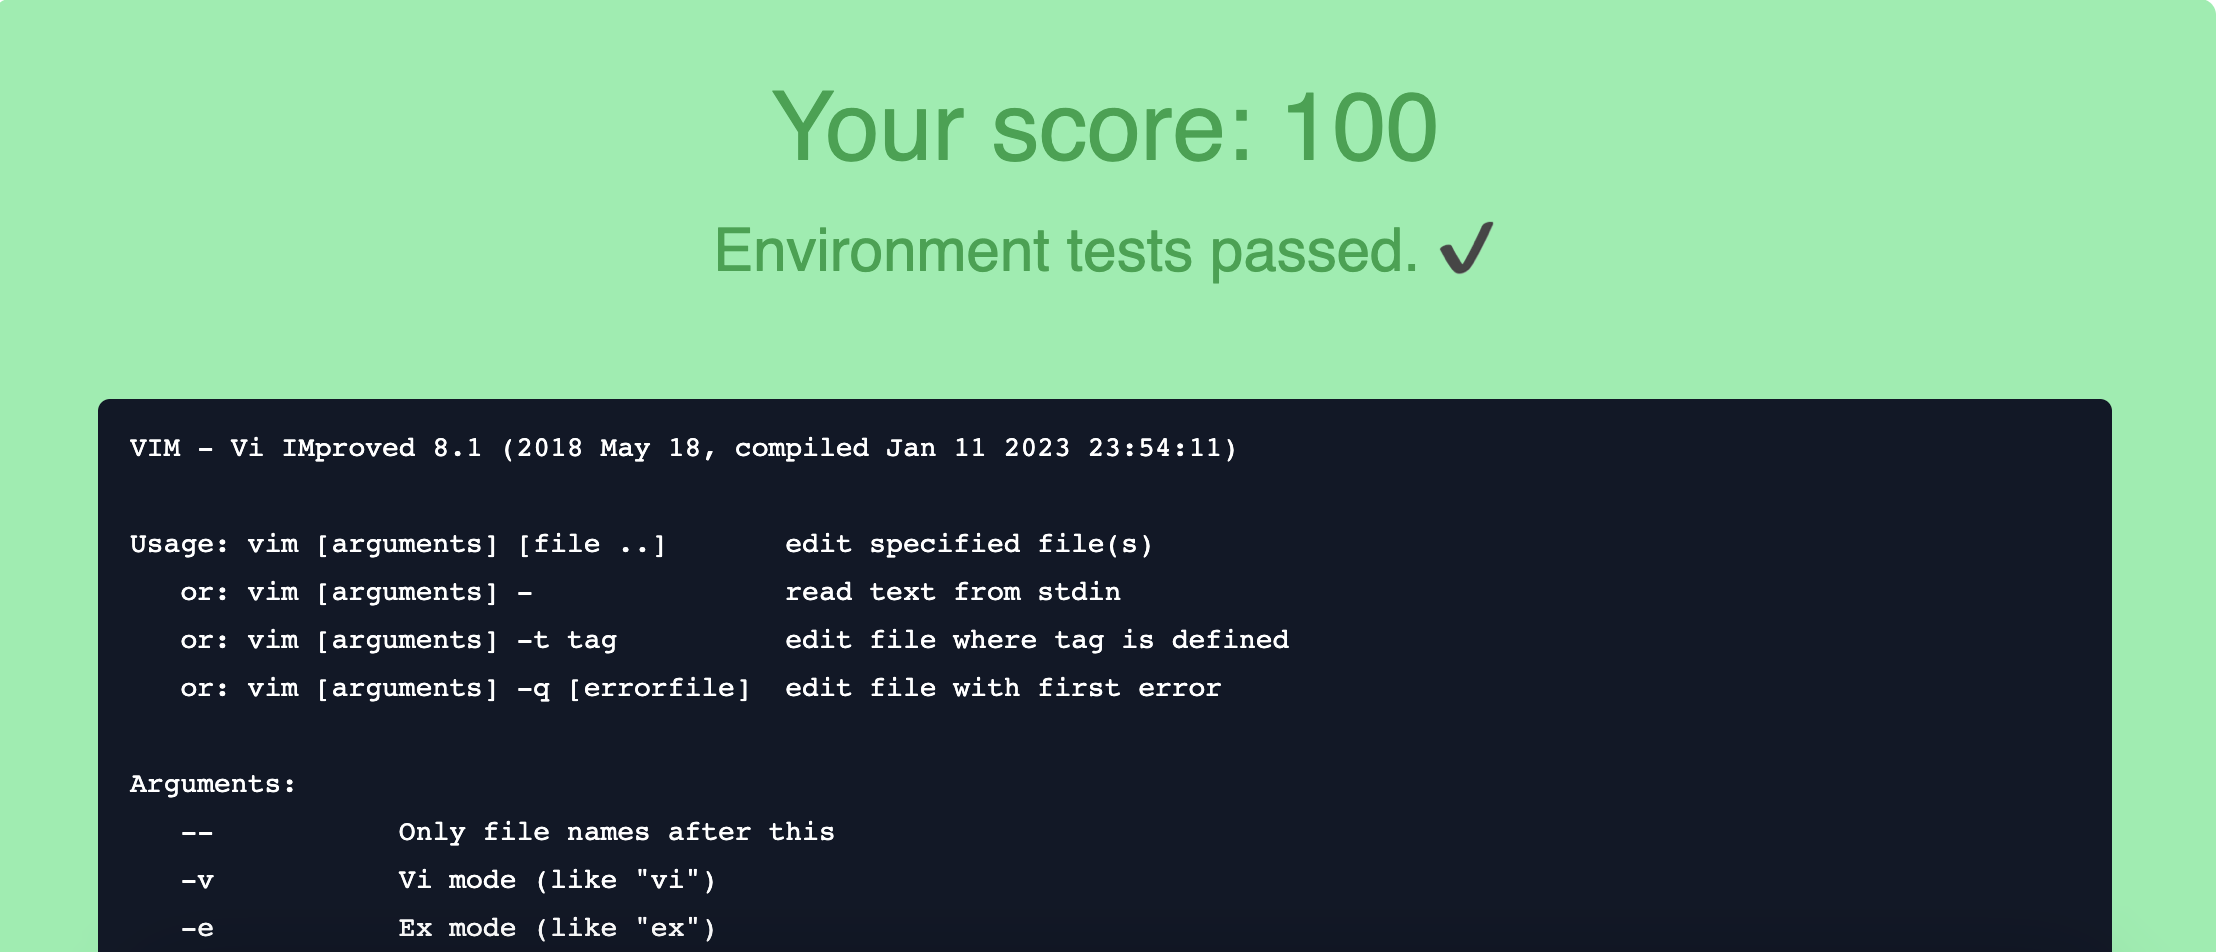 Your score: 100
Environment tests passed. ✔
VIM - Vi IMproved 8.1 (2018 May 18, compiled Jan 11 2023 23:54:11)
Usage: vim [arguments] [file ..]       edit specified file(s)
   or: vim [arguments] -               read text from stdin
   or: vim [arguments] -t tag          edit file where tag is defined
   or: vim [arguments] -q [errorfile]  edit file with first error
Arguments:
   --           Only file names after this
   -v           Vi mode (like "vi")
   -e           Ex mode (like "ex")